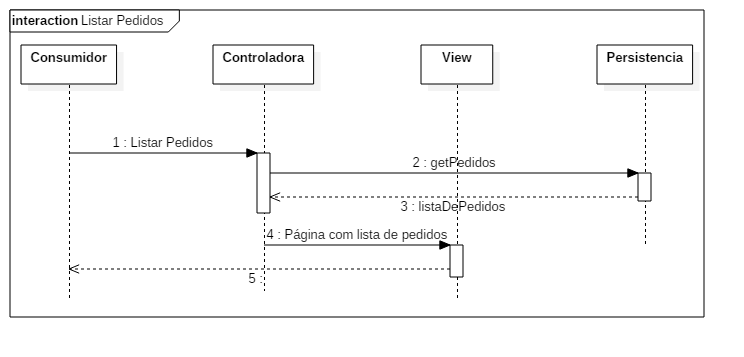 interaction Listar Pedidos
Consumidor
Controladora
View
Persistencia
1 : Listar Pedidos
2 : getPedidos
3 : listaDePedidos
4 : Página com lista de pedidos
5 :